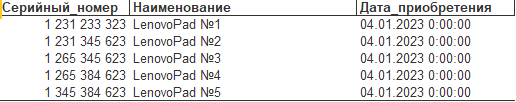 Серийный_номер Наименование Дата_приобретения
1 231 233 323 LenovoPad №1 04.01.2023 0:00:00
1 231 345 623 LenovoPad №2 04.01.2023 0:00:00
1 265 345 623 LenovoPad №3 04.01.2023 0:00:00
1 265 384 623 LenovoPad №4 04.01.2023 0:00:00
1 345 384 623 LenovoPad №5 04.01.2023 0:00:00